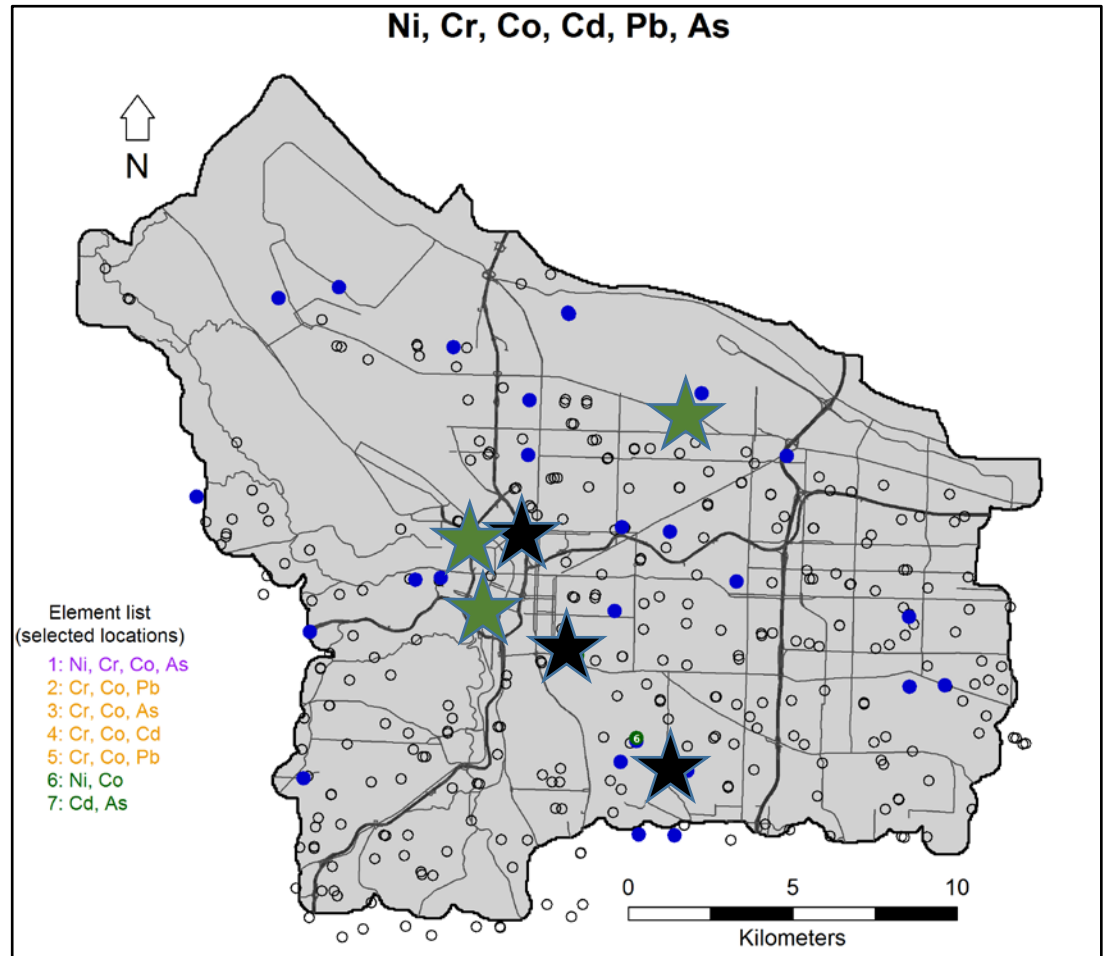 Ni, Cr, Co, Cd, Pb, As
N
Element list
(selected locations)
1: Ni, Cr, Co, As
2: Cr, Co, Pb
3: Cr, Co, As
4: Cr, Co, Cd
5: Cr, Co, Pb
6: Ni, Co
7: Cd, As
6
0 5 10
Kilometers